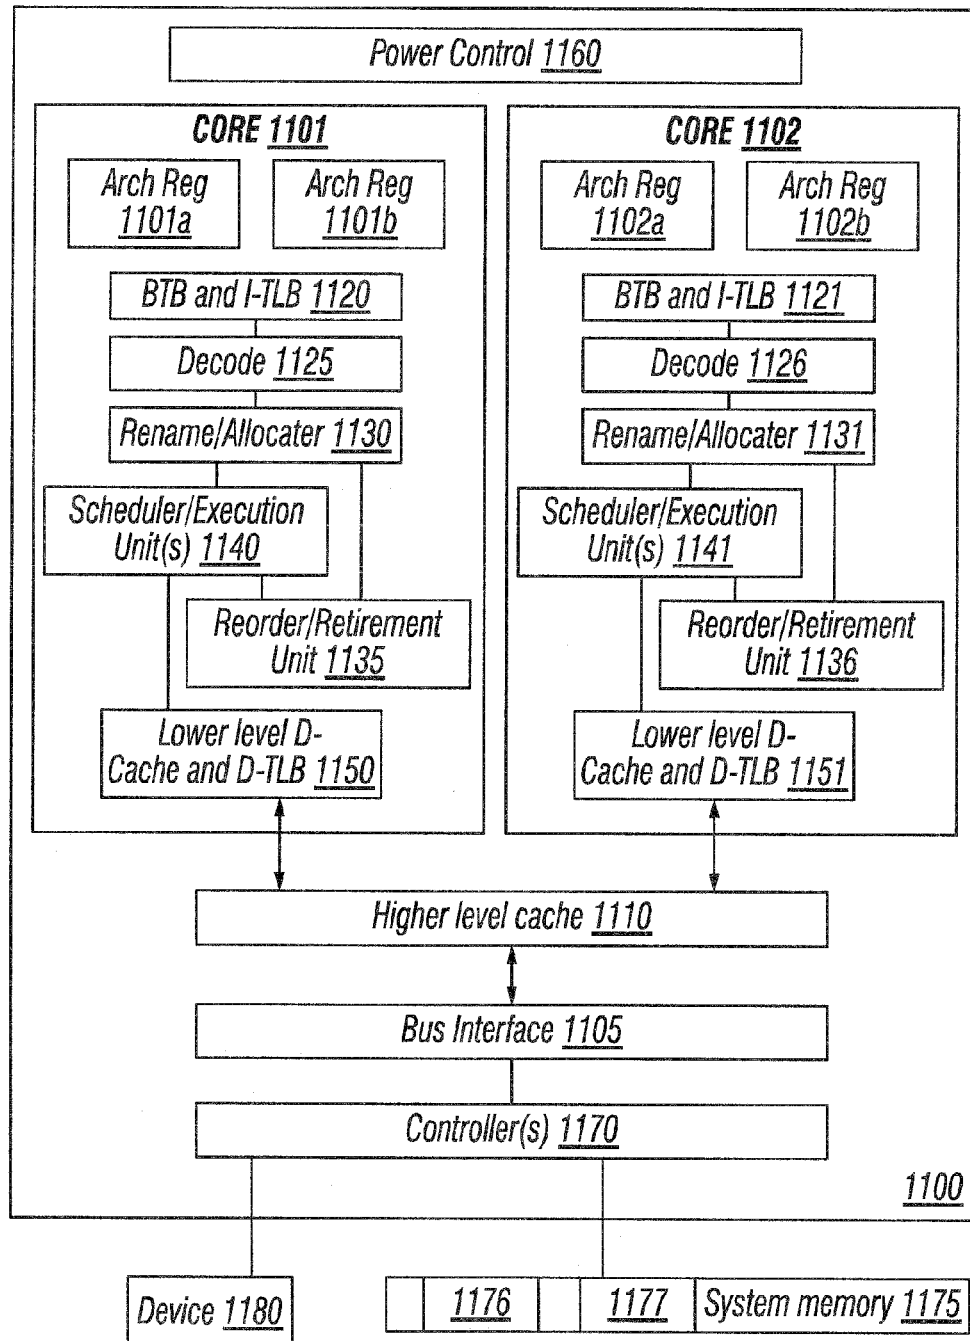 Power Control 1160
CORE 1101
Arch Reg
1101a
Arch Reg
1101b
BTB and I-TLB 1120
Decode 1125
Rename/Allocater 1130
Scheduler/Execution
Unit(s) 1140
Reorder/Retirement
Unit 1135
Lower level D-
Cache and D-TLB 1150
CORE 1102
Arch Reg
1102a
Arch Reg
1102b
BTB and I-TLB 1121
Decode 1126
Rename/Allocater 1131
Scheduler/Execution
Unit(s) 1141
Reorder/Retirement
Unit 1136
Lower level D-
Cache and D-TLB 1151
Higher level cache 1110
Bus Interface 1105
Controller(s) 1170
1100
Device 1180
1176
1177
System memory 1175